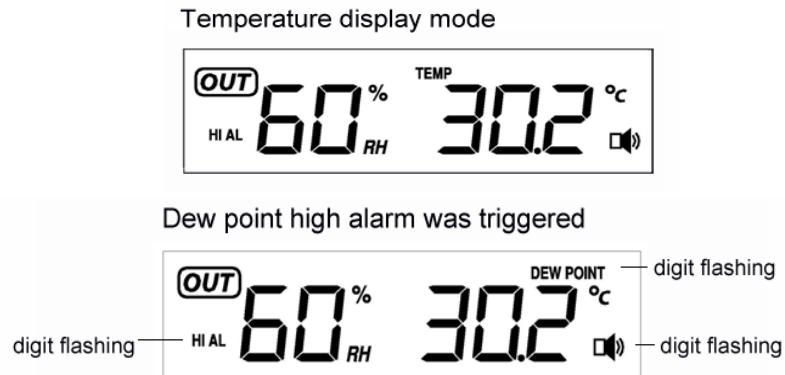 Temperature display mode
OUT 60 % RH TEMP 30.2 °C
HI AL
Dew point high alarm was triggered
OUT 60 % RH DEW POINT 30.2 °C digit flashing
digit flashing HI AL digit flashing